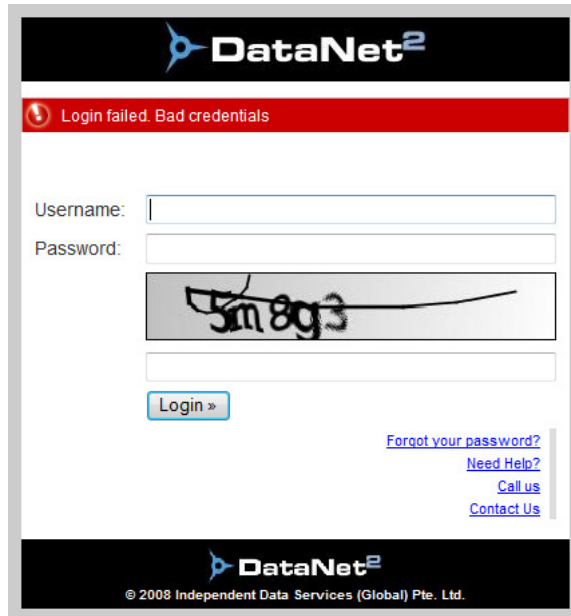 DataNet²
Login failed. Bad credentials
Username:
Password:
5m8g3
Login »
Forgot your password?
Need Help?
Call us
Contact Us
DataNet²
© 2008 Independent Data Services (Global) Pte. Ltd.